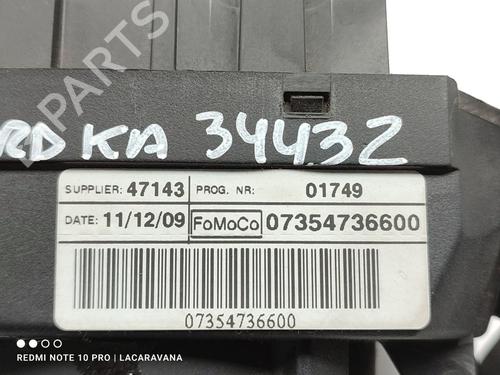 PARTS
RD KA 34432
SUPPLIER: 47143 PROG. NR: 01749
DATE: 11/12/09 FoMoCo 07354736600
07354736600
REDMI NOTE 10 PRO | LACARAVANA